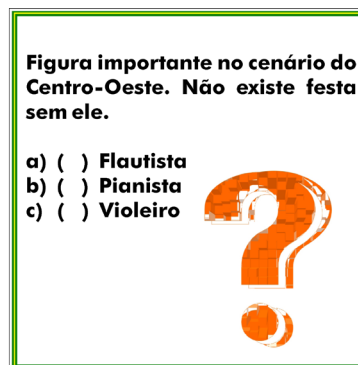 Figura importante no cenário do
Centro-Oeste. Não existe festa
sem ele.
a) ( ) Flautista
b) ( ) Pianista
c) ( ) Violeiro